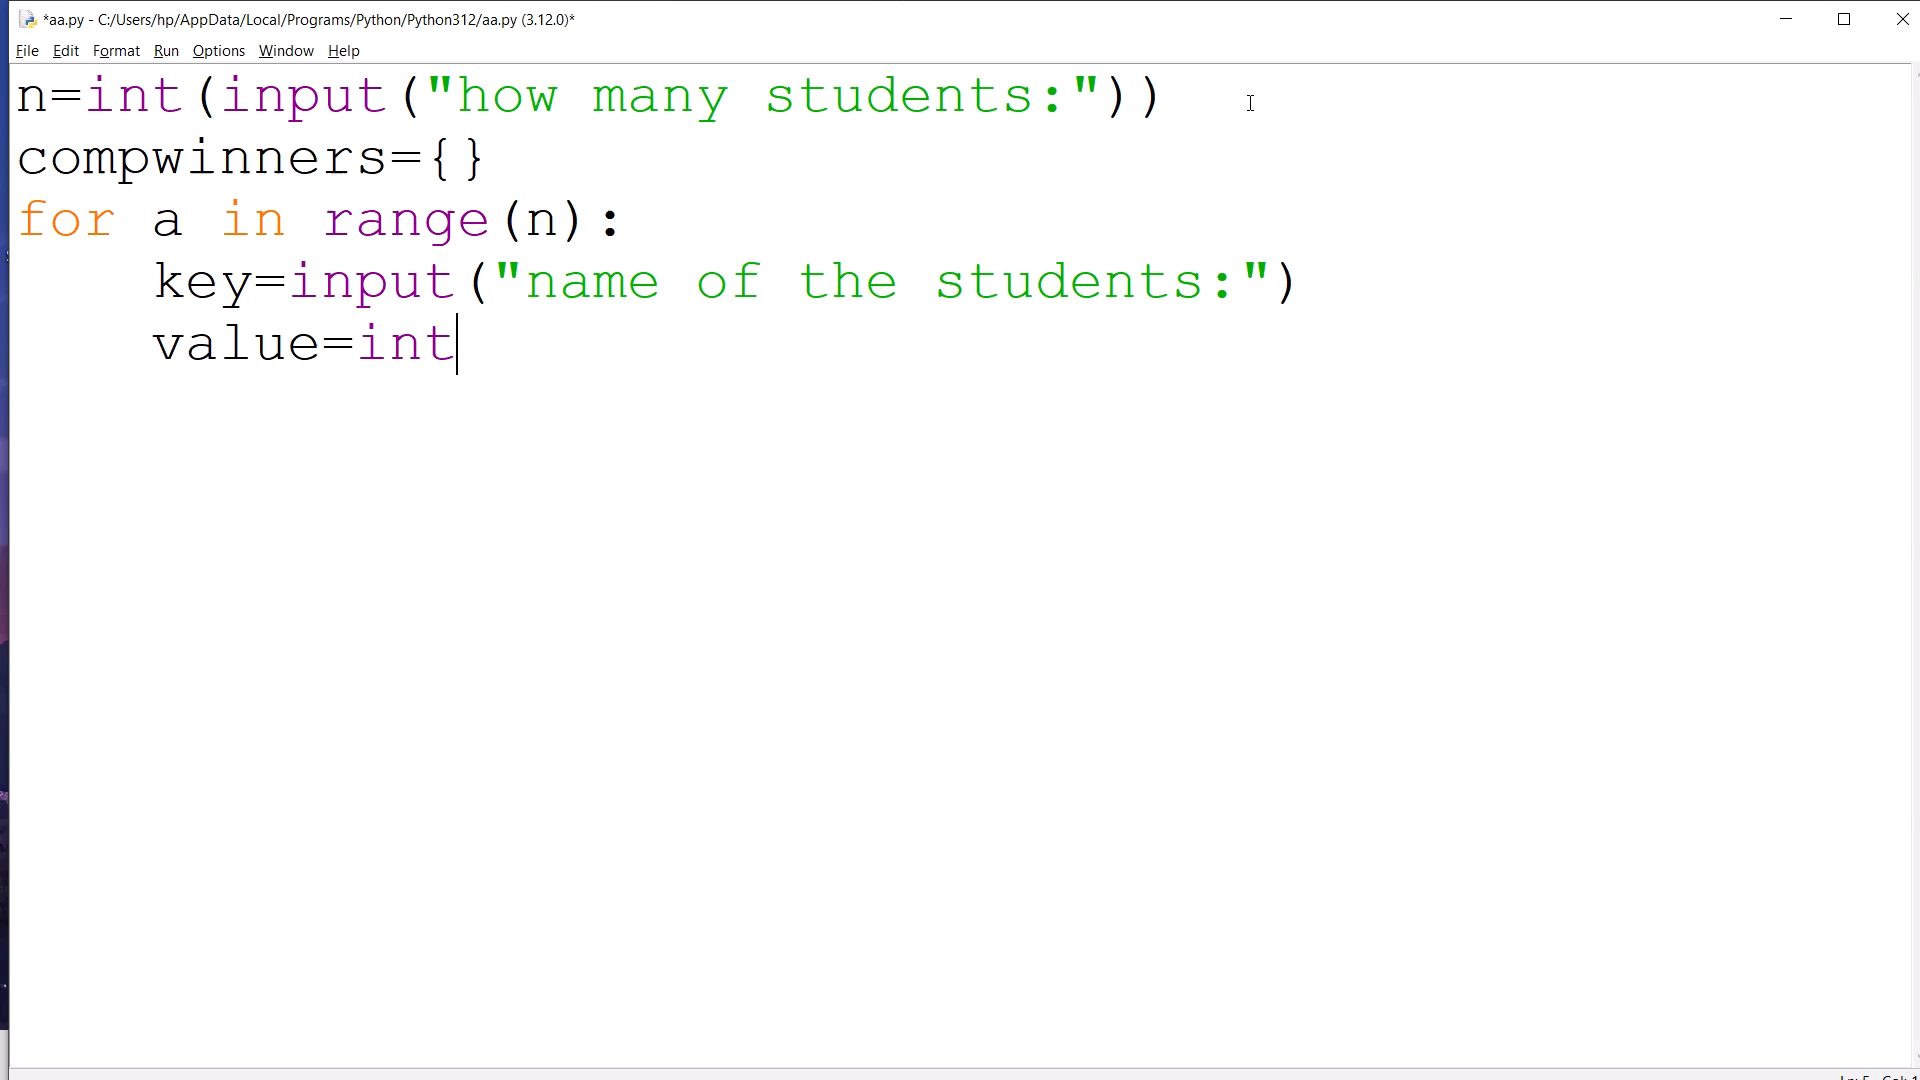 *aa.py - C:/Users/hp/AppData/Local/Programs/Python/Python312/aa.py (3.12.0)*
File Edit Format Run Options Window Help
n=int(input("how many students:"))
compwinners={}
for a in range(n):
    key=input("name of the students:")
    value=int